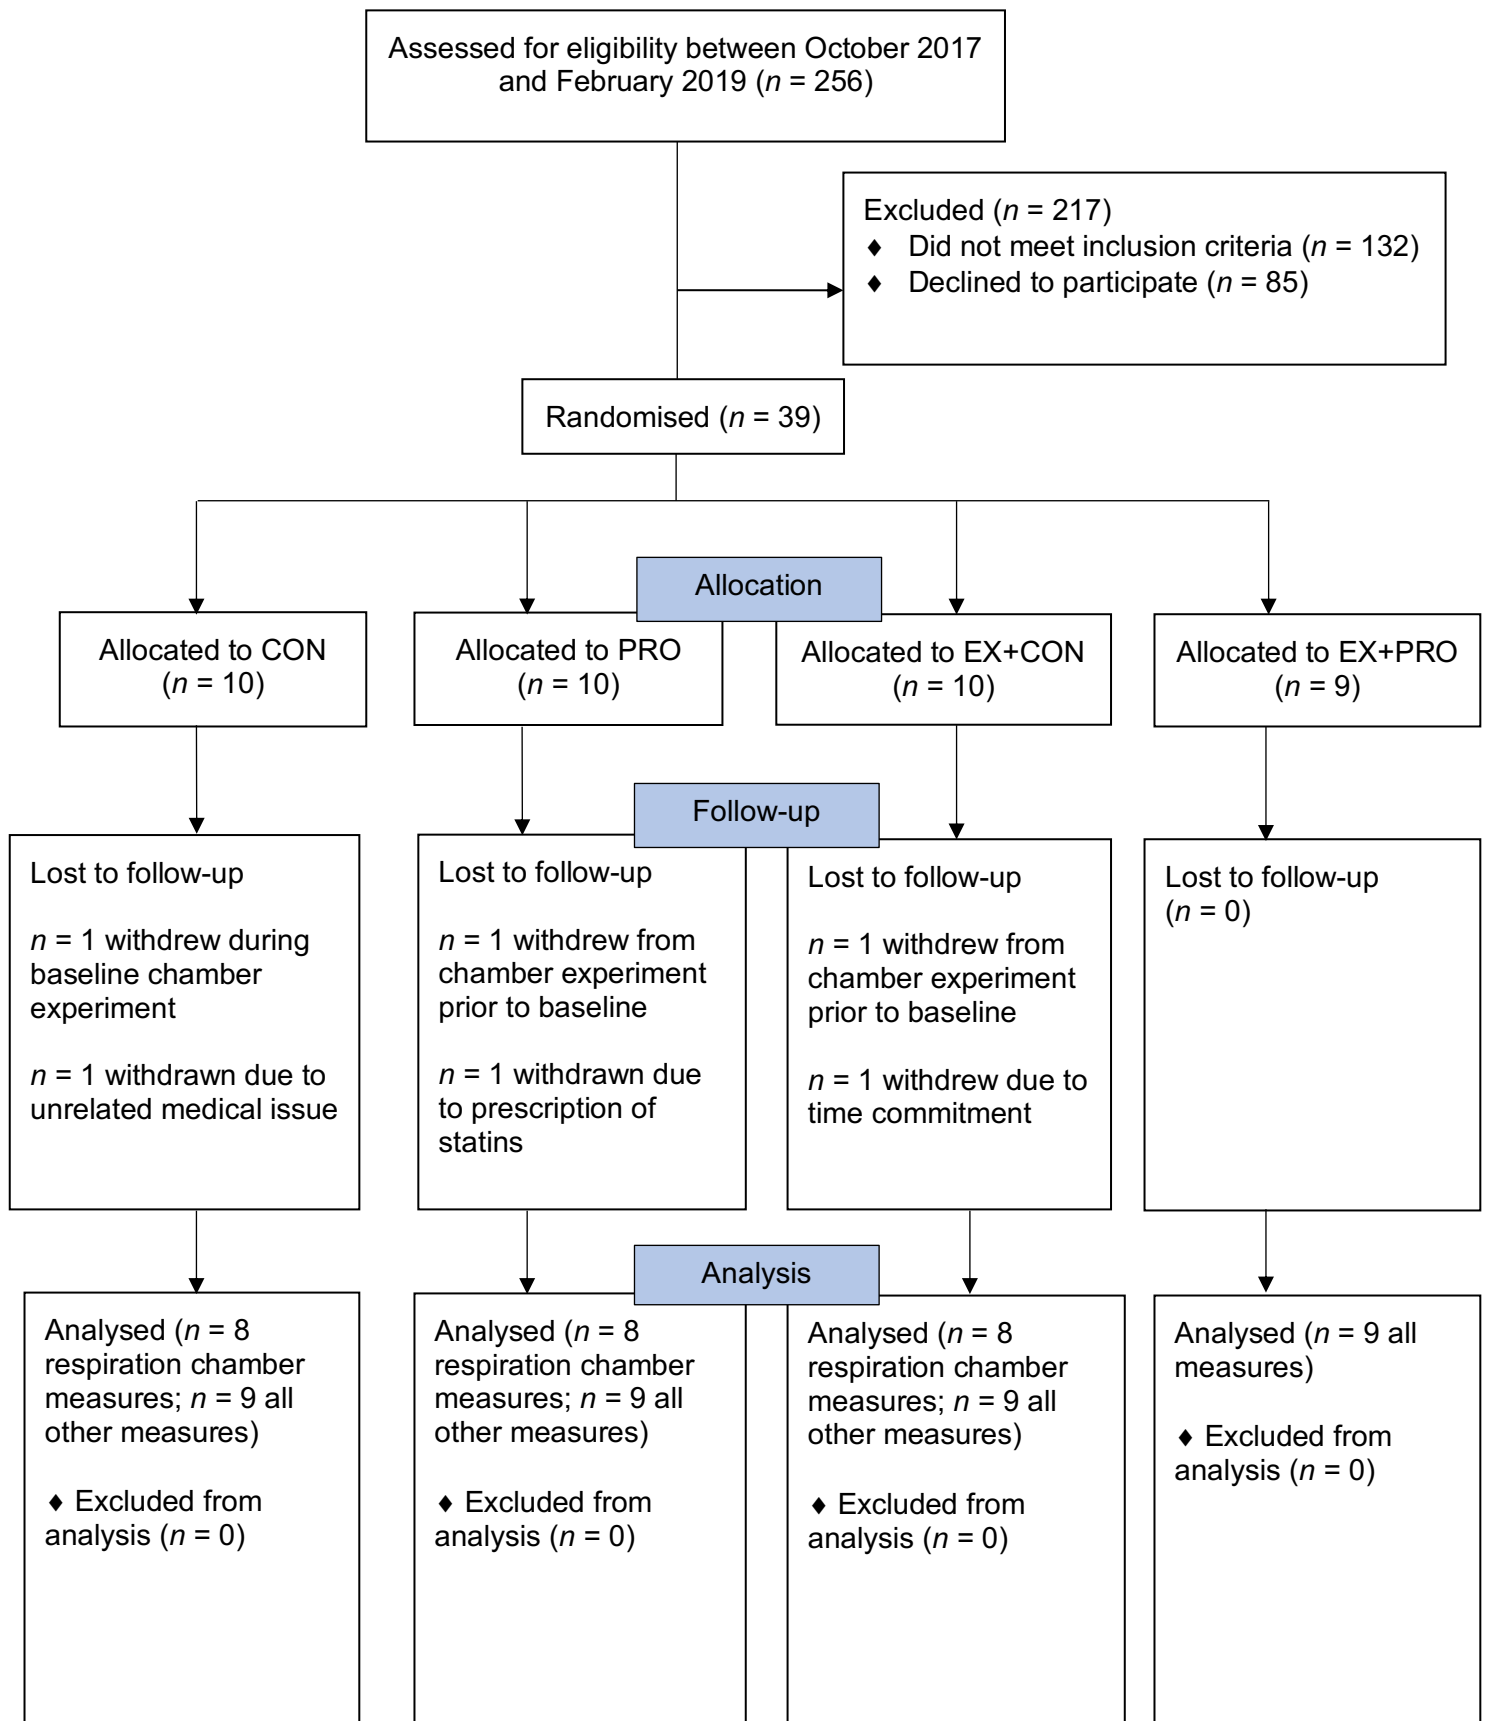 Assessed for eligibility between October 2017
and February 2019 (n = 256)
Excluded (n = 217)
♦ Did not meet inclusion criteria (n = 132)
♦ Declined to participate (n = 85)
Randomised (n = 39)
Allocation
Allocated to CON
(n = 10)
Allocated to PRO
(n = 10)
Allocated to EX+CON
(n = 10)
Allocated to EX+PRO
(n = 9)
Follow-up
Lost to follow-up
n = 1 withdrew during
baseline chamber
experiment
n = 1 withdrawn due to
unrelated medical issue
Lost to follow-up
n = 1 withdrew from
chamber experiment
prior to baseline
n = 1 withdrawn due
to prescription of
statins
Lost to follow-up
n = 1 withdrew from
chamber experiment
prior to baseline
n = 1 withdrew due to
time commitment
Lost to follow-up
(n = 0)
Analysis
Analysed (n = 8
respiration chamber
measures; n = 9 all
other measures)
♦ Excluded from
analysis (n = 0)
Analysed (n = 8
respiration chamber
measures; n = 9 all
other measures)
♦ Excluded from
analysis (n = 0)
Analysed (n = 8
respiration chamber
measures; n = 9 all
other measures)
♦ Excluded from
analysis (n = 0)
Analysed (n = 9 all
measures)
♦ Excluded from
analysis (n = 0)